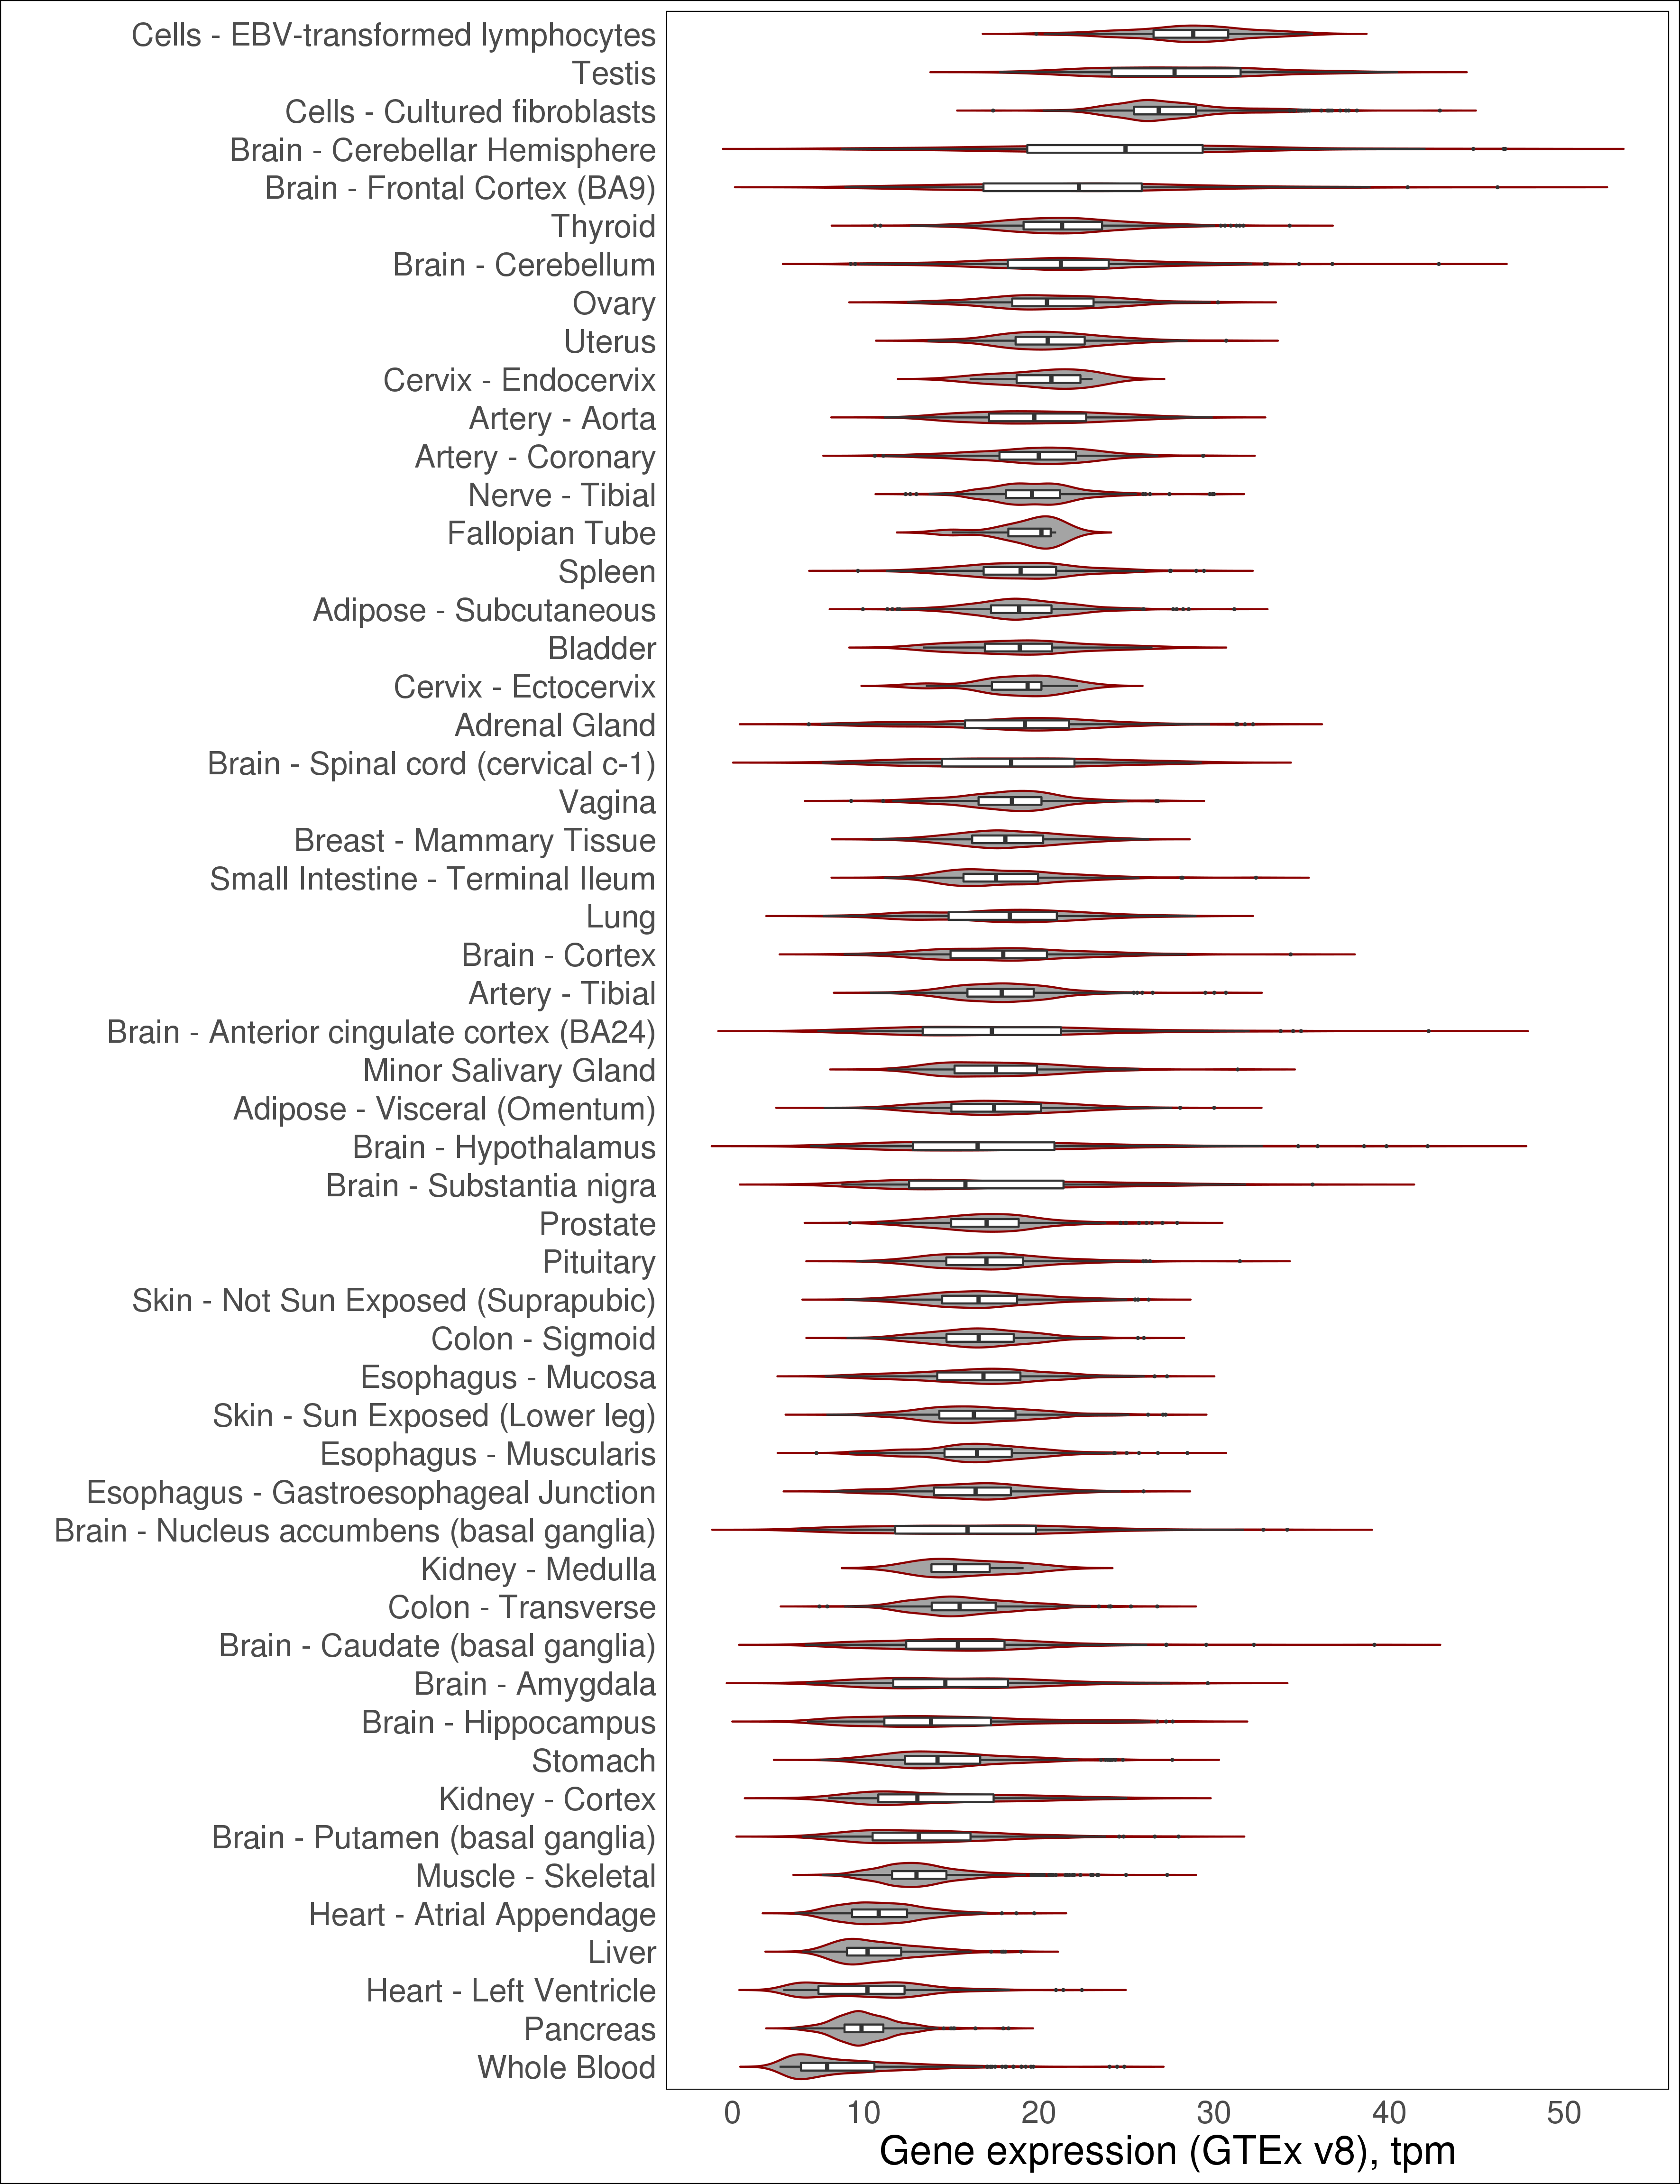 Cells - EBV-transformed lymphocytes
Testis
Cells - Cultured fibroblasts
Brain - Cerebellar Hemisphere
Brain - Frontal Cortex (BA9)
Thyroid
Brain - Cerebellum
Ovary
Uterus
Cervix - Endocervix
Artery - Aorta
Artery - Coronary
Nerve - Tibial
Fallopian Tube
Spleen
Adipose - Subcutaneous
Bladder
Cervix - Ectocervix
Adrenal Gland
Brain - Spinal cord (cervical c-1)
Vagina
Breast - Mammary Tissue
Small Intestine - Terminal Ileum
Lung
Brain - Cortex
Artery - Tibial
Brain - Anterior cingulate cortex (BA24)
Minor Salivary Gland
Adipose - Visceral (Omentum)
Brain - Hypothalamus
Brain - Substantia nigra
Prostate
Pituitary
Skin - Not Sun Exposed (Suprapubic)
Colon - Sigmoid
Esophagus - Mucosa
Skin - Sun Exposed (Lower leg)
Esophagus - Muscularis
Esophagus - Gastroesophageal Junction
Brain - Nucleus accumbens (basal ganglia)
Kidney - Medulla
Colon - Transverse
Brain - Caudate (basal ganglia)
Brain - Amygdala
Brain - Hippocampus
Stomach
Kidney - Cortex
Brain - Putamen (basal ganglia)
Muscle - Skeletal
Heart - Atrial Appendage
Liver
Heart - Left Ventricle
Pancreas
Whole Blood
0 10 20 30 40 50
Gene expression (GTEx v8), tpm